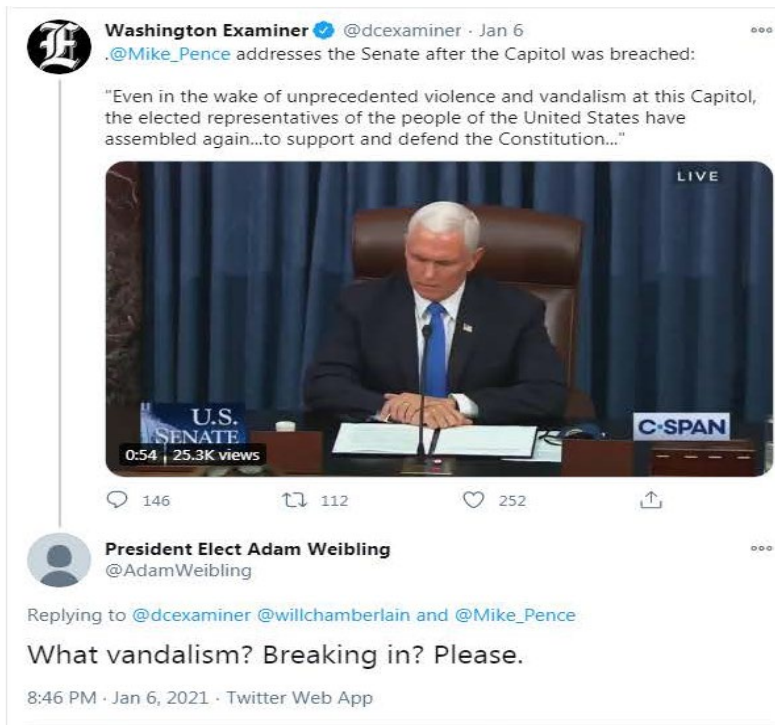 Washington Examiner @dcexaminer · Jan 6
.@Mike_Pence addresses the Senate after the Capitol was breached:
"Even in the wake of unprecedented violence and vandalism at this Capitol,
the elected representatives of the people of the United States have
assembled again...to support and defend the Constitution..."
LIVE
U.S.
SENATE
C-SPAN
0:54 25.3K views
146 112 252
President Elect Adam Weibling
@AdamWeibling
Replying to @dcexaminer @willchamberlain and @Mike_Pence
What vandalism? Breaking in? Please.
8:46 PM · Jan 6, 2021 · Twitter Web App